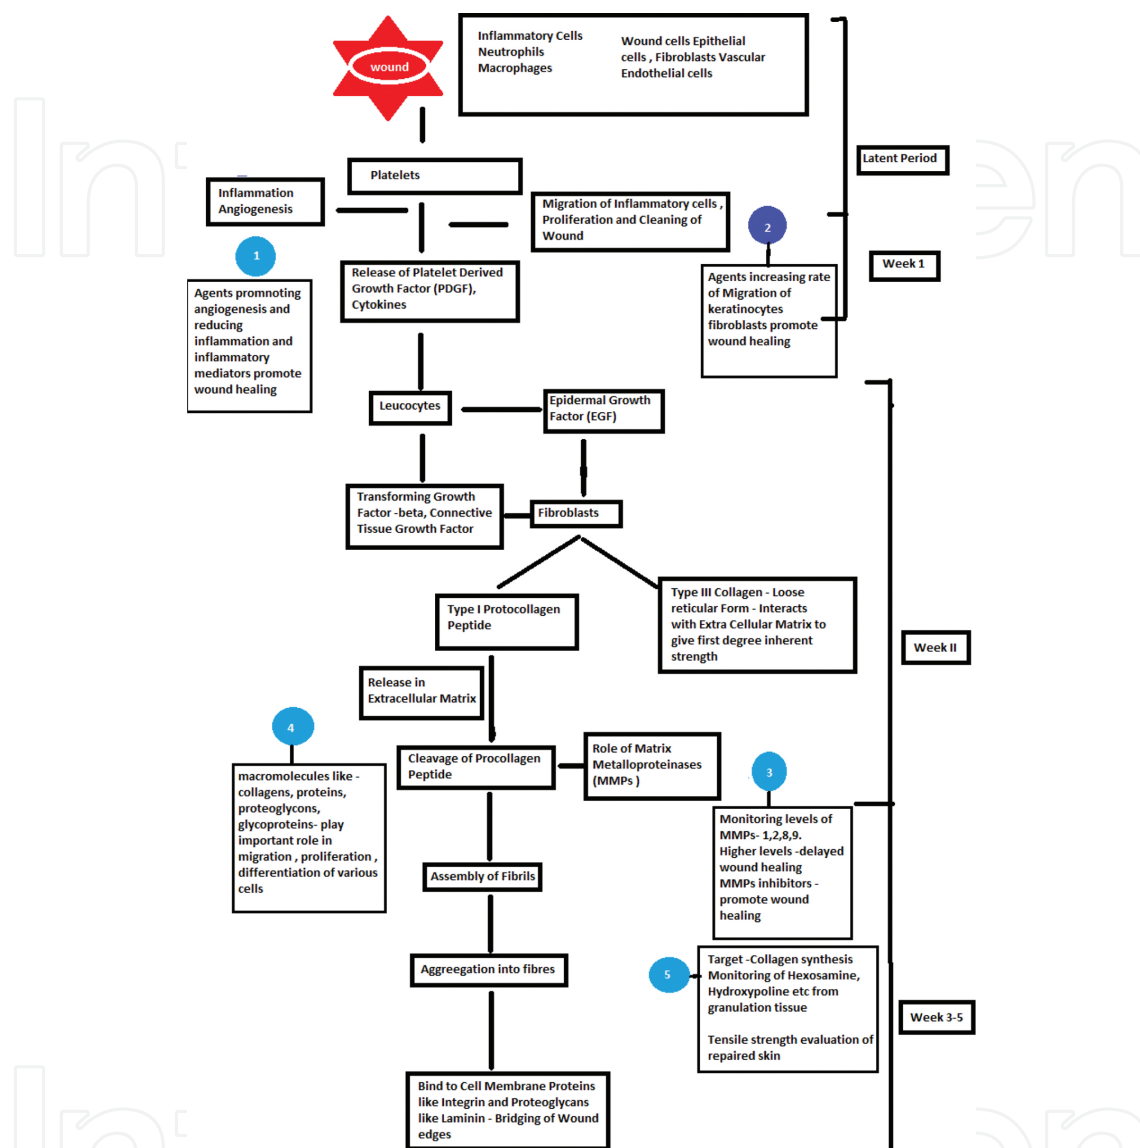 wound
Inflammatory Cells
Neutrophils
Macrophages
Wound cells Epithelial
cells , Fibroblasts Vascular
Endothelial cells
Latent Period
Platelets
Inflammation
Angiogenesis
Migration of Inflammatory cells ,
Proliferation and Cleaning of
Wound
2
Week 1
1
Release of Platelet Derived
Growth Factor (PDGF),
Cytokines
Agents increasing rate
of Migration of
keratinocytes
fibroblasts promote
wound healing
Agents promnoting
angiogenesis and
reducing
inflammation and
inflammatory
mediators promote
wound healing
Leucocytes
Epidermal Growth
Factor (EGF)
Transforming Growth
Factor -beta, Connective
Tissue Growth Factor
Fibroblasts
Type I Protocollagen
Peptide
Type III Collagen - Loose
reticular Form - Interacts
with Extra Cellular Matrix to
give first degree inherent
strength
Week II
Release in
Extracellular Matrix
4
Cleavage of Procollagen
Peptide
Role of Matrix
Metalloproteinases
(MMPs )
3
macromolecules like -
collagens, proteins,
proteoglycons,
glycoproteins- play
important role in
migration , proliferation ,
differentiation of various
cells
Monitoring levels of
MMPs- 1,2,8,9.
Higher levels -delayed
wound healing
MMPs inhibitors -
promote wound
healing
Assembly of Fibrils
Aggreegation into fibres
5
Target -Collagen synthesis
Monitoring of Hexosamine,
Hydroxypoline etc from
granulation tissue
Tensile strength evaluation of
repaired skin
Week 3-5
Bind to Cell Membrane Proteins
like Integrin and Proteoglycans
like Laminin - Bridging of Wound
edges